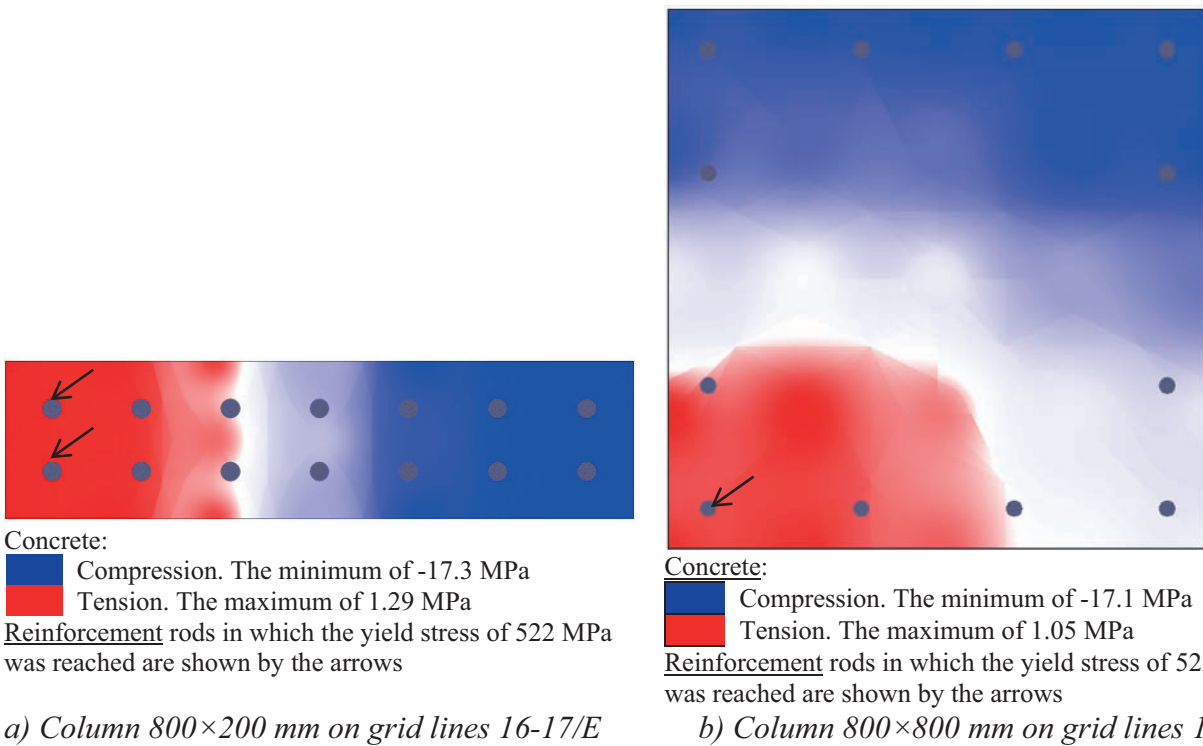 Concrete:
Compression. The minimum of -17.3 MPa
Tension. The maximum of 1.29 MPa
Reinforcement rods in which the yield stress of 522 MPa
was reached are shown by the arrows
a) Column 800×200 mm on grid lines 16-17/E
Concrete:
Compression. The minimum of -17.1 MPa
Tension. The maximum of 1.05 MPa
Reinforcement rods in which the yield stress of
was reached are shown by the arrows
b) Column 800×800 mm on grid lines